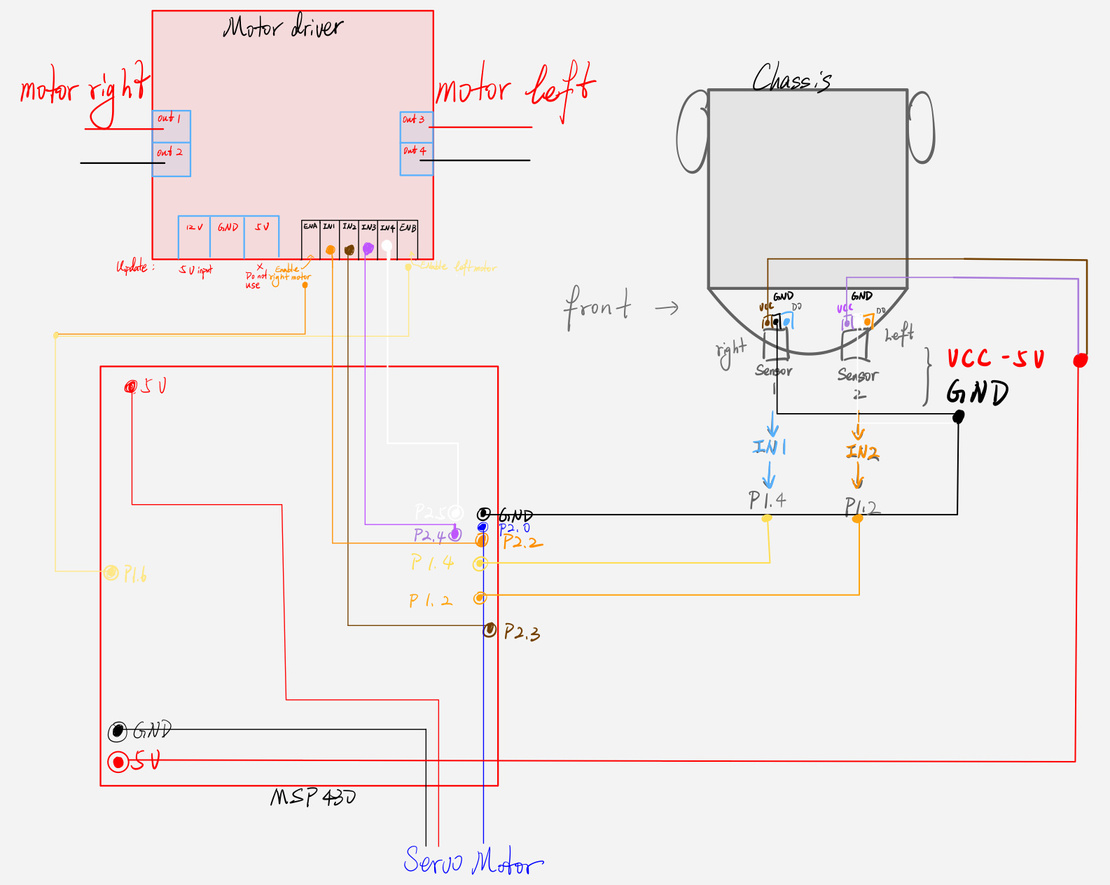 Motor driver
motor right
motor left
out 1
out 2
out 3
out 4
12V
GND
5V
ENA
IN1
IN2
IN3
IN4
ENB
Update:
5V input
x
Do not
use
Enable
right motor
Enable left motor
Chassis
front →
VCC
GND
D0
VCC
GND
D0
right
Left
Sensor
1
Sensor
2
VCC -5V
GND
IN1
IN2
P1.4
P1.2
5V
P2.5
GND
P2.0
P2.4
P2.2
P1.4
P1.6
P1.2
P2.3
GND
5V
MSP430
Servo Motor